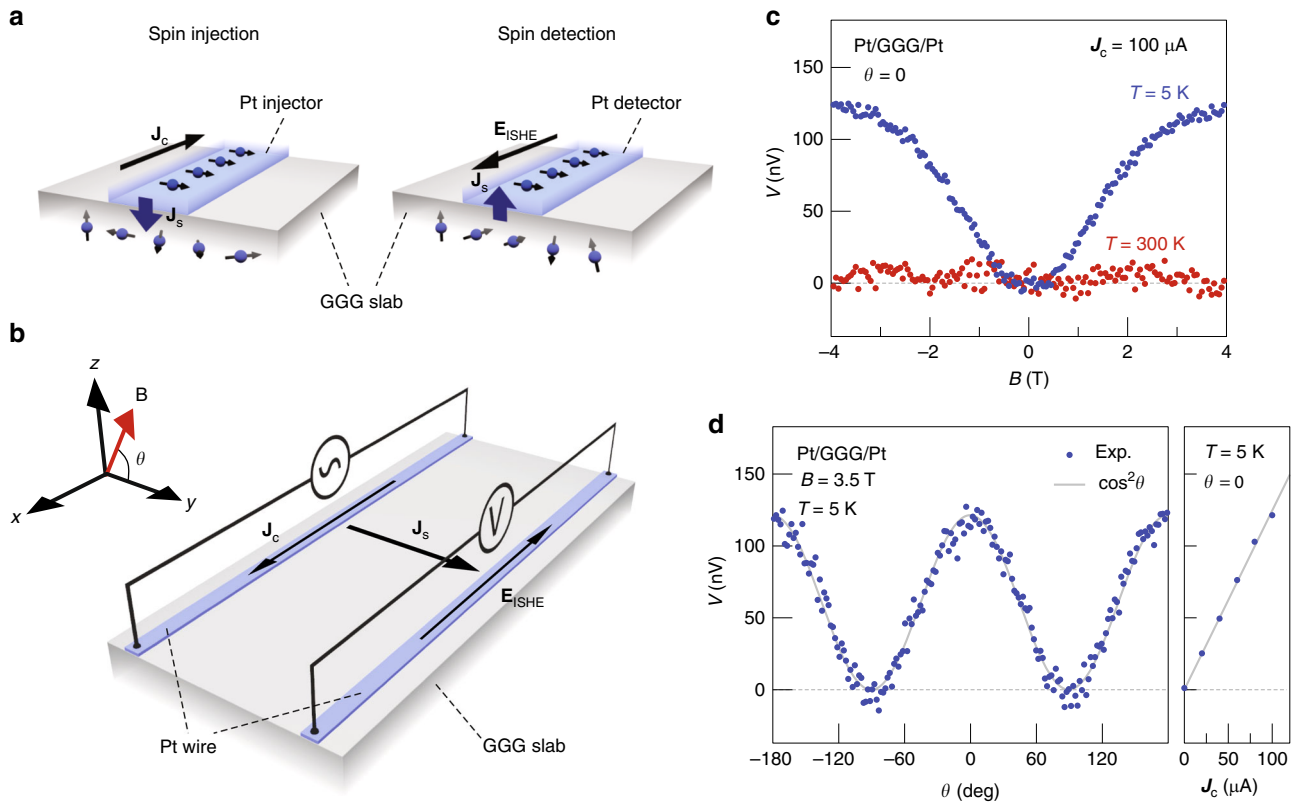 a
Spin injection
Spin detection
Pt injector
Pt detector
J_c
E_ISHE
J_s
J_s
GGG slab
b
z
B
θ
x
y
J_c
J_s
V
E_ISHE
Pt wire
GGG slab
c
Pt/GGG/Pt
θ = 0
J_c = 100 μA
T = 5 K
T = 300 K
150
100
50
0
V (nV)
−4
−2
0
2
4
B (T)
d
Pt/GGG/Pt
B = 3.5 T
T = 5 K
Exp.
cos²θ
150
100
50
0
V (nV)
−180
−120
−60
0
60
120
θ (deg)
T = 5 K
θ = 0
0
50
100
J_c (μA)